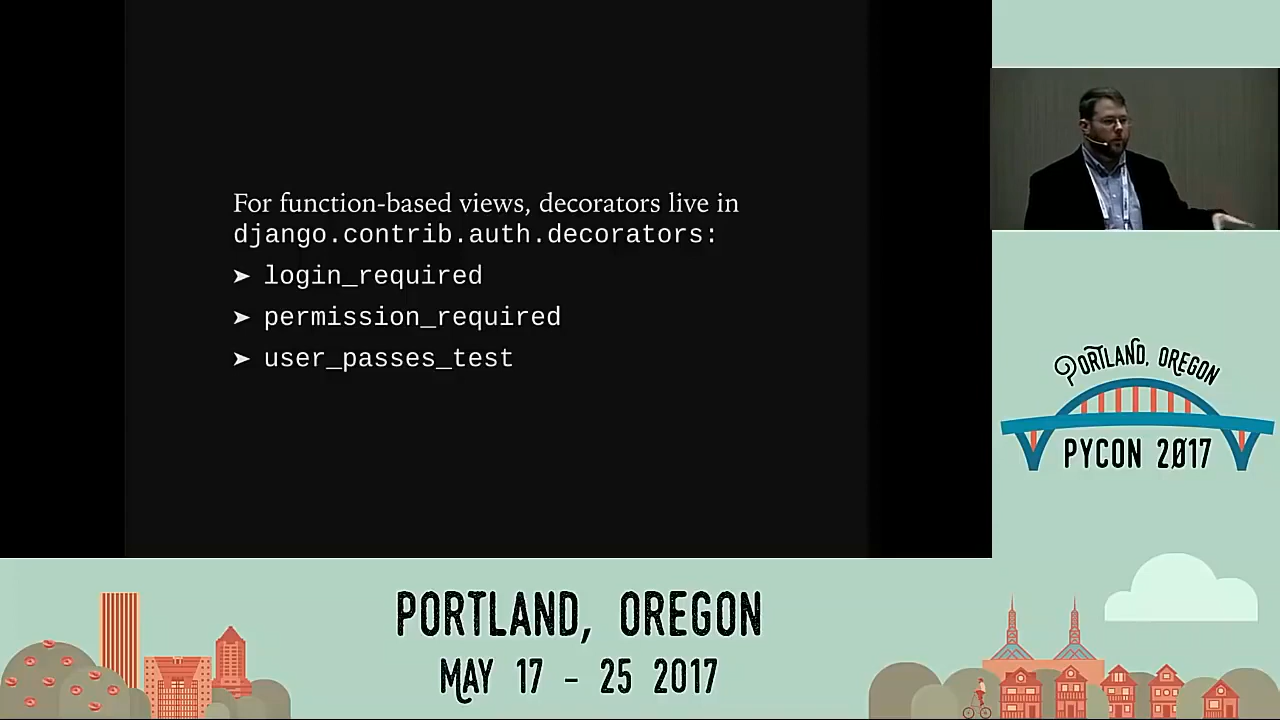 For function-based views, decorators live in
django.contrib.auth.decorators:
➤ login_required
➤ permission_required
➤ user_passes_test
PORTLAND, OREGON
PYCON 2017
PORTLAND, OREGON
MAY 17 - 25 2017